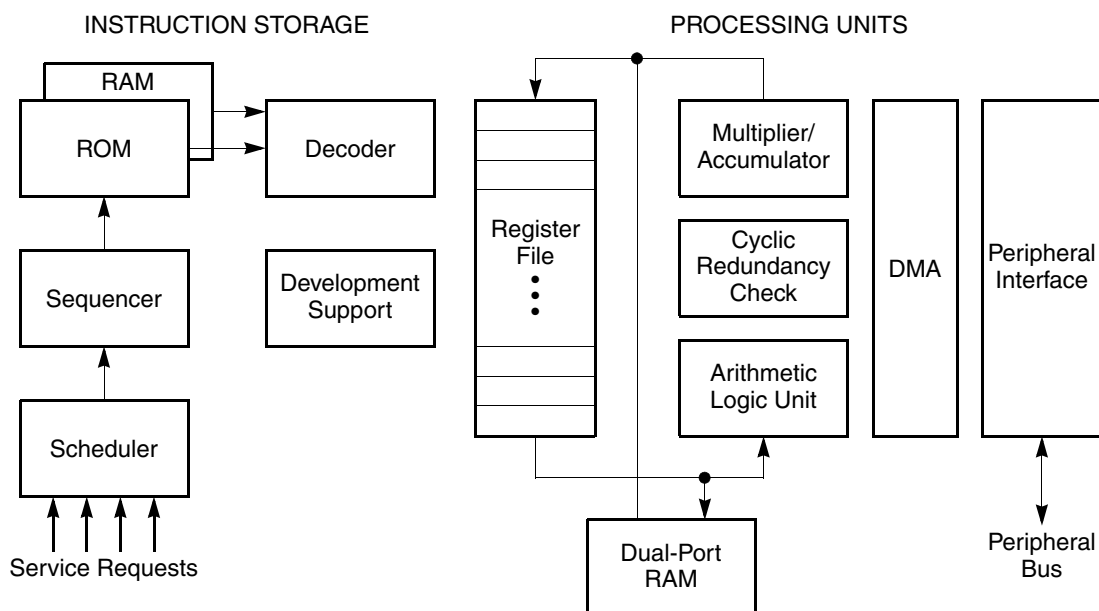 INSTRUCTION STORAGE
PROCESSING UNITS
RAM
ROM
Decoder
Sequencer
Development
Support
Scheduler
Service Requests
Register
File
Multiplier/
Accumulator
Cyclic
Redundancy
Check
Arithmetic
Logic Unit
DMA
Peripheral
Interface
Dual-Port
RAM
Peripheral
Bus